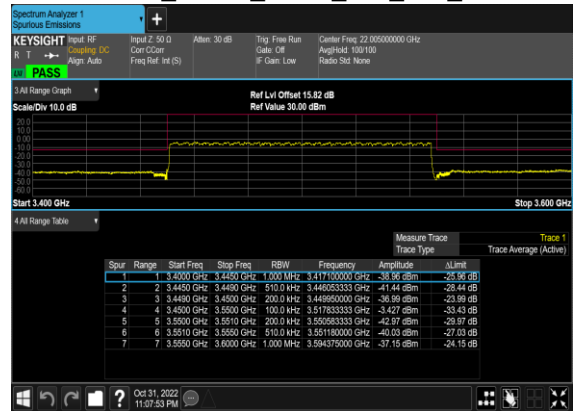 Spectrum Analyzer 1
Spurious Emissions
KEYSIGHT Input: RF Input Z: 50 Ω Atten: 30 dB Trig: Free Run Center Freq: 22.005000000 GHz
R T Coupling: DC Corr CCorr Gate: Off Avg|Hold: 100/100
Align: Auto Freq Ref: Int (S) IF Gain: Low Radio Std: None
PASS
3 All Range Graph
Ref Lvl Offset 15.82 dB
Scale/Div 10.0 dB Ref Value 30.00 dBm
20.0
10.0
0.00
-10.0
-20.0
-30.0
-40.0
-50.0
-60.0
Start 3.400 GHz Stop 3.600 GHz
4 All Range Table
Measure Trace Trace 1
Trace Type Trace Average (Active)
Spur Range Start Freq Stop Freq RBW Frequency Amplitude ΔLimit
1 1 3.4000 GHz 3.4450 GHz 1.000 MHz 3.417100000 GHz -38.96 dBm -25.96 dB
2 2 3.4450 GHz 3.4490 GHz 510.0 kHz 3.446053333 GHz -41.44 dBm -28.44 dB
3 3 3.4490 GHz 3.4500 GHz 200.0 kHz 3.449950000 GHz -36.99 dBm -23.99 dB
4 4 3.4500 GHz 3.5500 GHz 100.0 kHz 3.517833333 GHz -3.427 dBm -33.43 dB
5 5 3.5500 GHz 3.5510 GHz 200.0 kHz 3.550583333 GHz -42.97 dBm -29.97 dB
6 6 3.5510 GHz 3.5550 GHz 510.0 kHz 3.551180000 GHz -40.03 dBm -27.03 dB
7 7 3.5550 GHz 3.6000 GHz 1.000 MHz 3.594375000 GHz -37.15 dBm -24.15 dB
Oct 31, 2022
11:07:53 PM